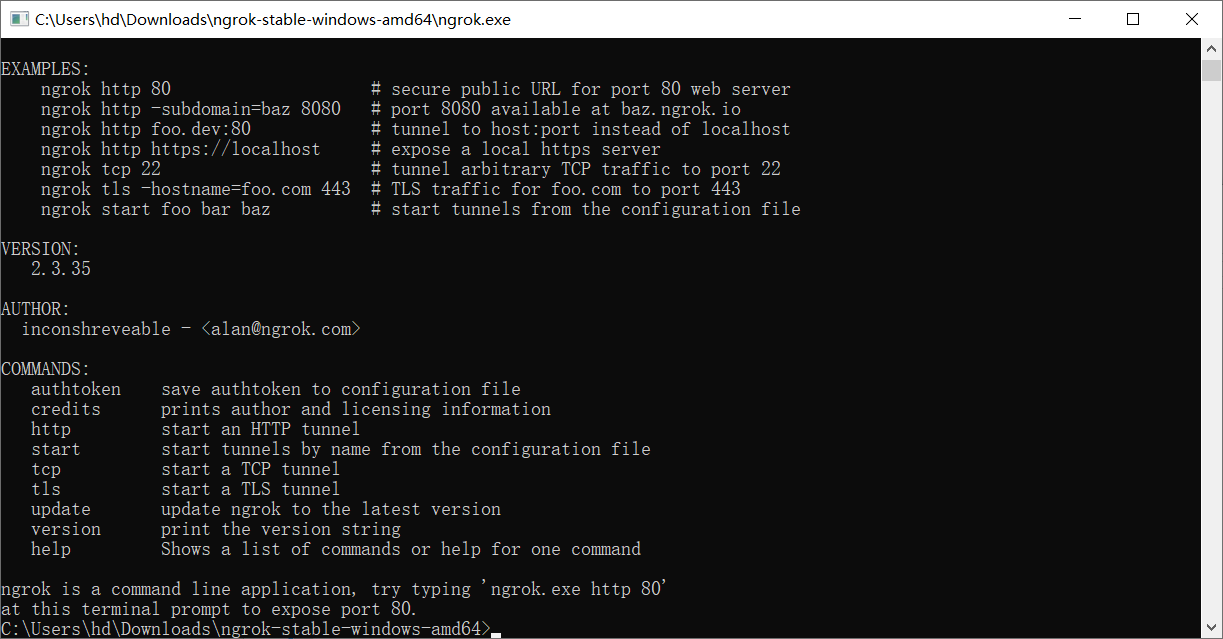 C:\Users\hd\Downloads\ngrok-stable-windows-amd64\ngrok.exe
EXAMPLES:
    ngrok http 80                    # secure public URL for port 80 web server
    ngrok http -subdomain=baz 8080   # port 8080 available at baz.ngrok.io
    ngrok http foo.dev:80            # tunnel to host:port instead of localhost
    ngrok http https://localhost     # expose a local https server
    ngrok tcp 22                     # tunnel arbitrary TCP traffic to port 22
    ngrok tls -hostname=foo.com 443  # TLS traffic for foo.com to port 443
    ngrok start foo bar baz          # start tunnels from the configuration file
VERSION:
   2.3.35
AUTHOR:
  inconshreveable - <alan@ngrok.com>
COMMANDS:
   authtoken    save authtoken to configuration file
   credits      prints author and licensing information
   http         start an HTTP tunnel
   start        start tunnels by name from the configuration file
   tcp          start a TCP tunnel
   tls          start a TLS tunnel
   update       update ngrok to the latest version
   version      print the version string
   help         Shows a list of commands or help for one command
ngrok is a command line application, try typing 'ngrok.exe http 80'
at this terminal prompt to expose port 80.
C:\Users\hd\Downloads\ngrok-stable-windows-amd64>